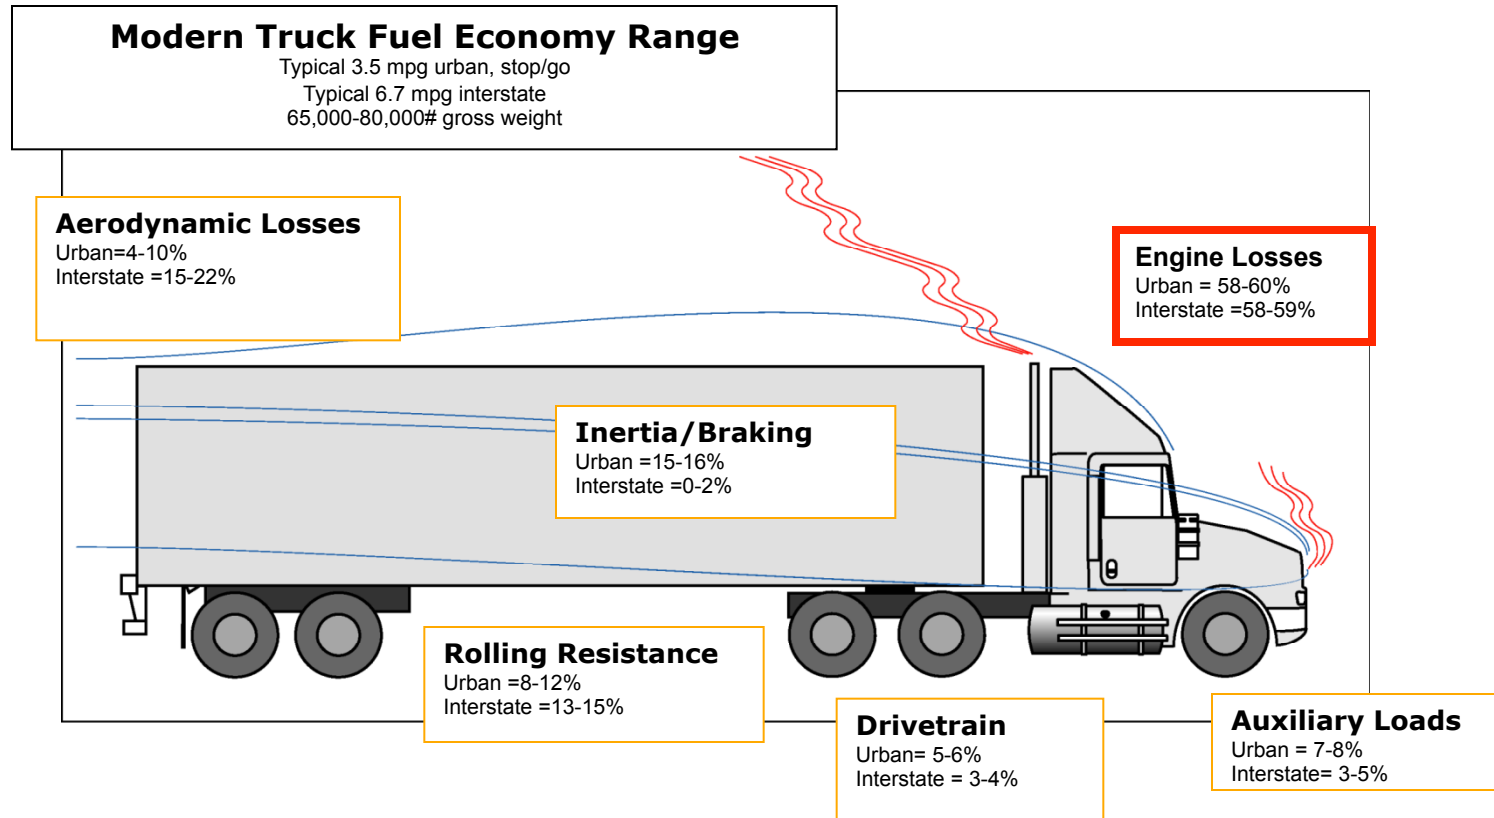 Modern Truck Fuel Economy Range
Typical 3.5 mpg urban, stop/go
Typical 6.7 mpg interstate
65,000-80,000# gross weight
Aerodynamic Losses
Urban=4-10%
Interstate =15-22%
Engine Losses
Urban = 58-60%
Interstate =58-59%
Inertia/Braking
Urban =15-16%
Interstate =0-2%
Rolling Resistance
Urban =8-12%
Interstate =13-15%
Drivetrain
Urban= 5-6%
Interstate = 3-4%
Auxiliary Loads
Urban = 7-8%
Interstate= 3-5%